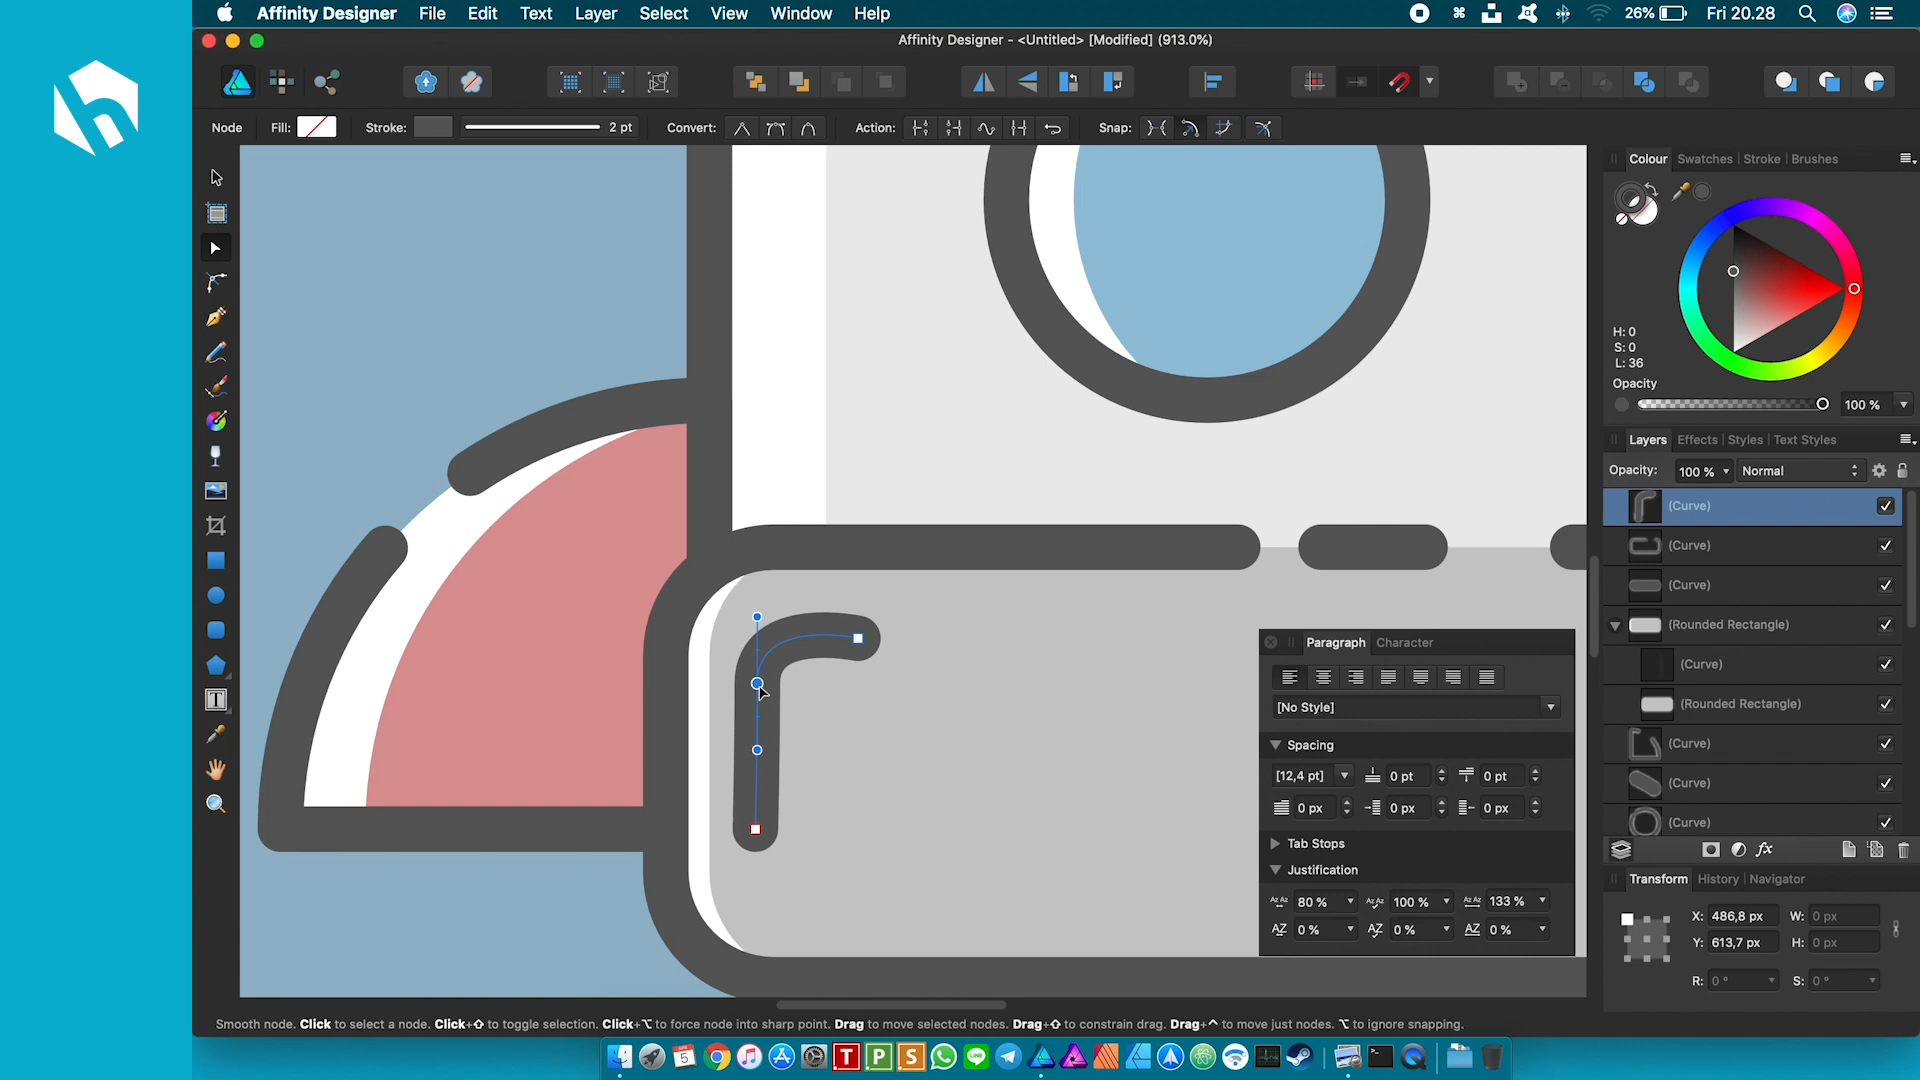 Affinity Designer File Edit Text Layer Select View Window Help
26% Fri 20.28
Affinity Designer - <Untitled> [Modified] (913.0%)
Node Fill: Stroke: 2 pt Convert: Action: Snap:
Colour Swatches Stroke Brushes
H: 0
S: 0
L: 36
Opacity
100 %
Layers Effects Styles Text Styles
Opacity: 100 % Normal
(Curve)
(Curve)
(Curve)
(Rounded Rectangle)
(Curve)
(Rounded Rectangle)
(Curve)
(Curve)
(Curve)
Paragraph Character
[No Style]
Spacing
[12,4 pt] 0 pt 0 pt
0 px 0 px 0 px
Tab Stops
Justification
80 % 100 % 133 %
0 % 0 % 0 %
Transform History Navigator
X: 486,8 px W: 0 px
Y: 613,7 px H: 0 px
R: 0 ° S: 0 °
Smooth node. Click to select a node. Click+⇧ to toggle selection. Click+⌥ to force node into sharp point. Drag to move selected nodes. Drag+⇧ to constrain drag. Drag+^ to move just nodes. ⌥ to ignore snapping.
5 T P S